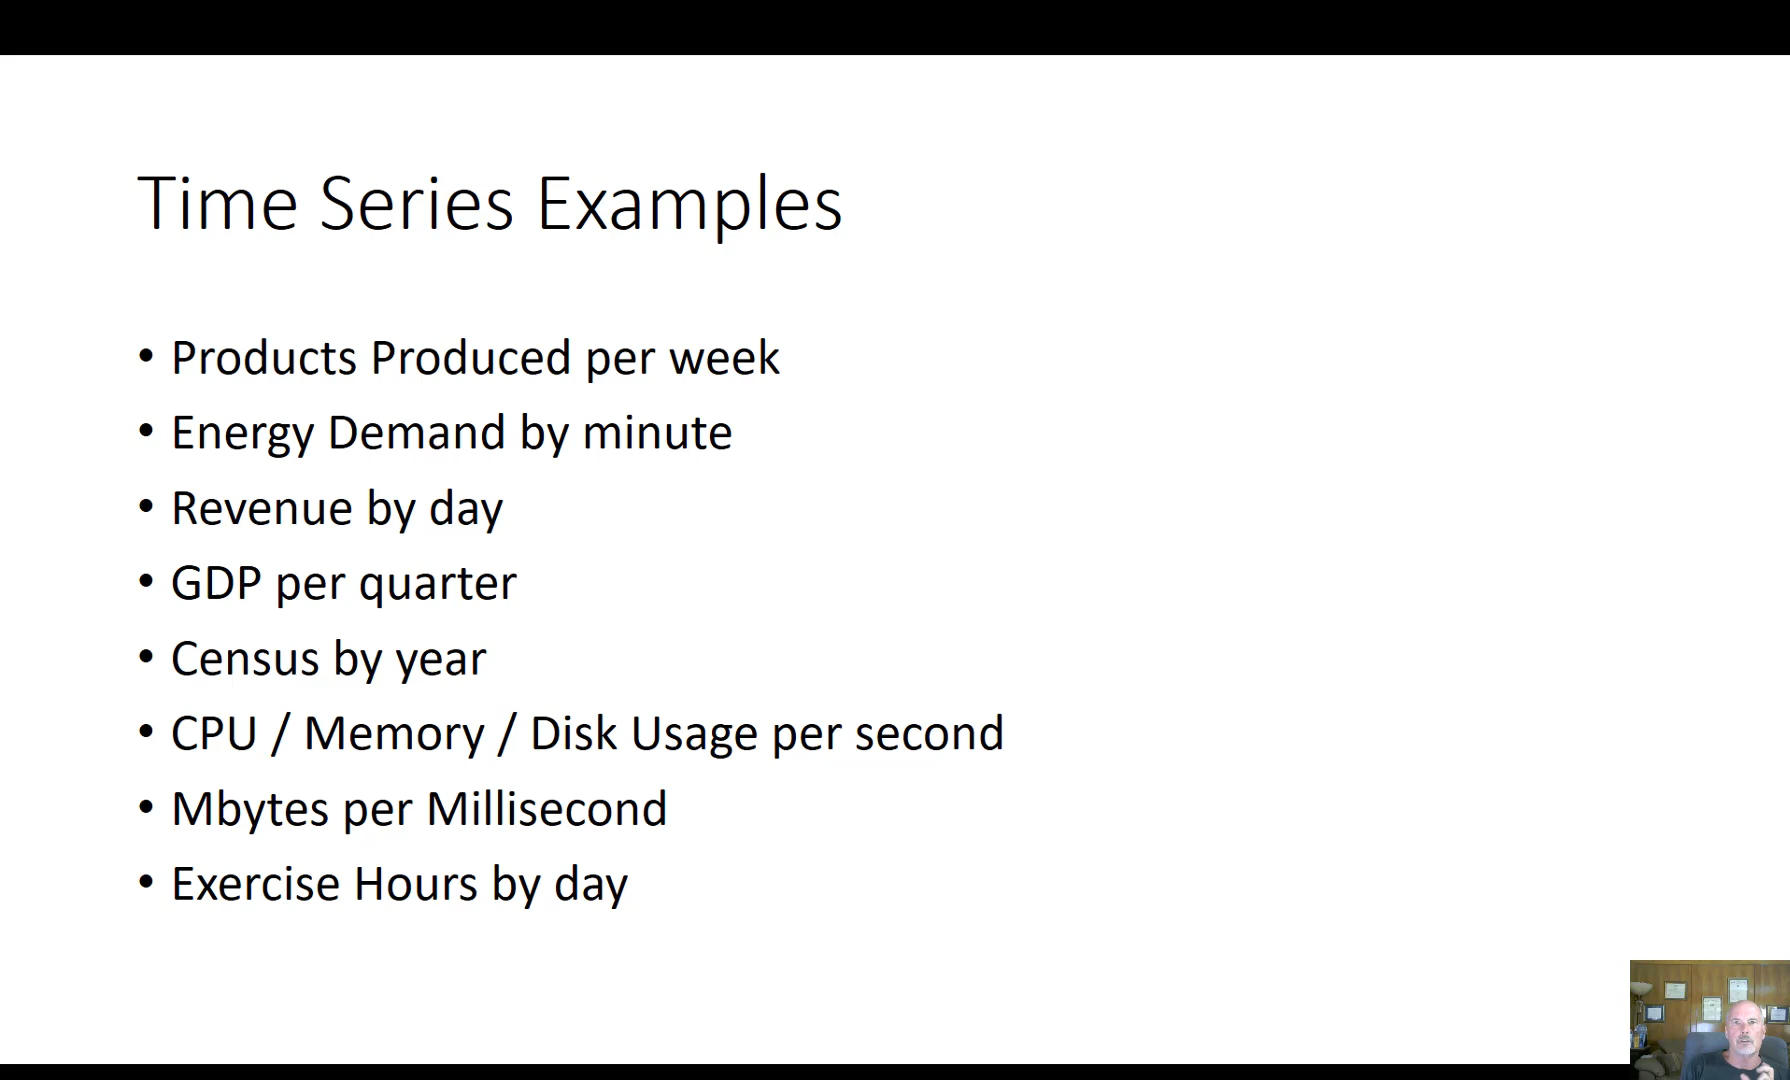 Time Series Examples
• Products Produced per week
• Energy Demand by minute
• Revenue by day
• GDP per quarter
• Census by year
• CPU / Memory / Disk Usage per second
• Mbytes per Millisecond
• Exercise Hours by day